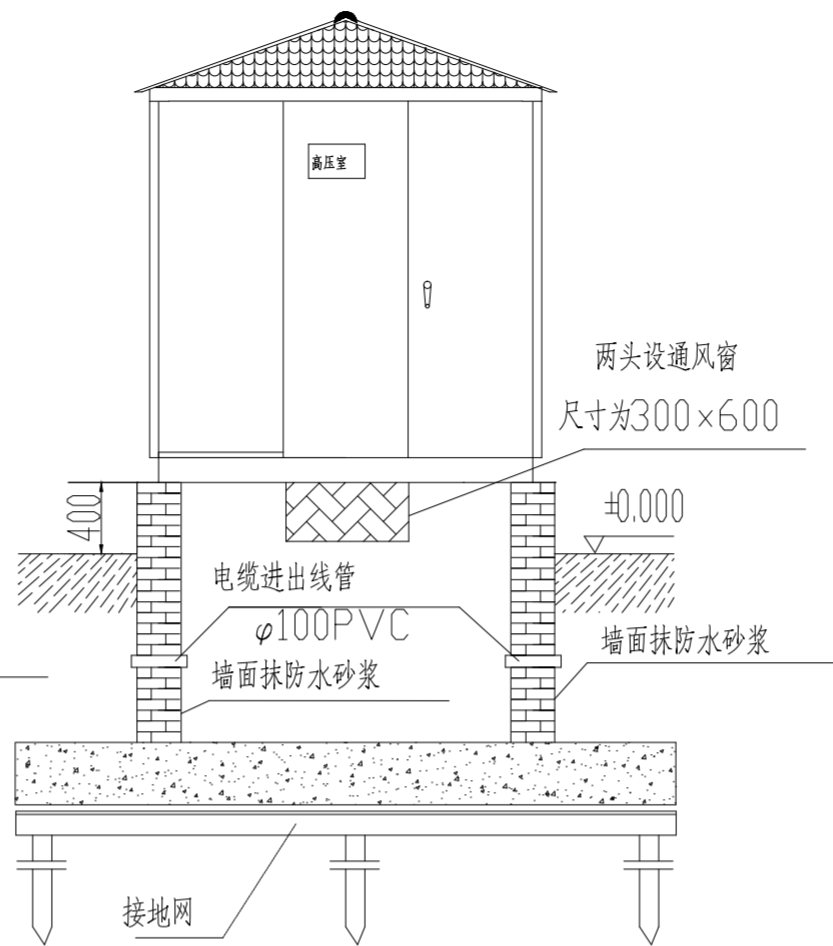 高压室
两头设通风窗
尺寸为300×600
400
±0.000
电缆进出线管
φ100PVC
墙面抹防水砂浆
墙面抹防水砂浆
接地网